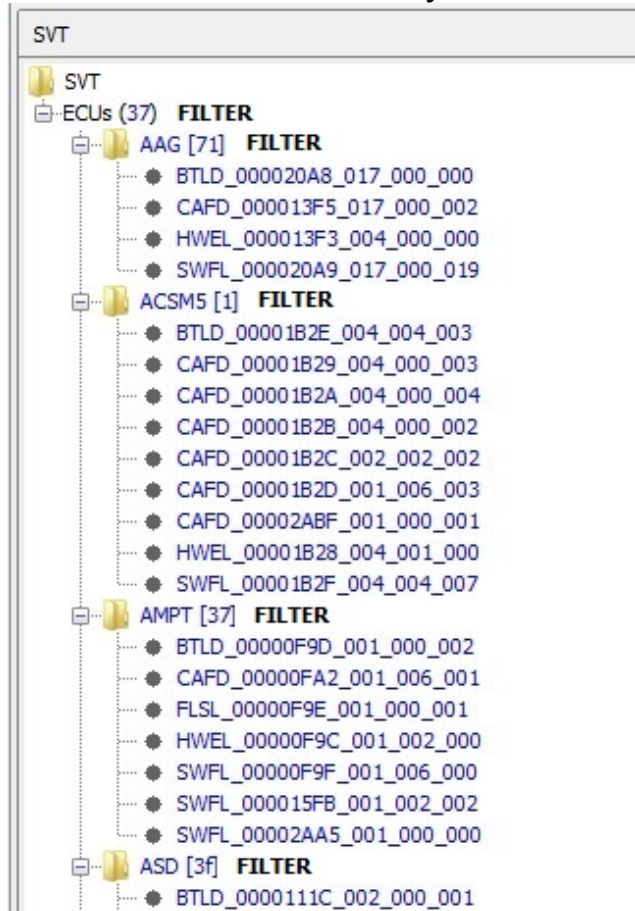 SVT
SVT
ECUs (37) FILTER
AAG [71] FILTER
BTLD_000020A8_017_000_000
CAFD_000013F5_017_000_002
HWEL_000013F3_004_000_000
SWFL_000020A9_017_000_019
ACSM5 [1] FILTER
BTLD_00001B2E_004_004_003
CAFD_00001B29_004_000_003
CAFD_00001B2A_004_000_004
CAFD_00001B2B_004_000_002
CAFD_00001B2C_002_002_002
CAFD_00001B2D_001_006_003
CAFD_00002ABF_001_000_001
HWEL_00001B28_004_001_000
SWFL_00001B2F_004_004_007
AMPT [37] FILTER
BTLD_00000F9D_001_000_002
CAFD_00000FA2_001_006_001
FLSL_00000F9E_001_000_001
HWEL_00000F9C_001_002_000
SWFL_00000F9F_001_006_000
SWFL_000015FB_001_002_002
SWFL_00002AA5_001_000_000
ASD [3f] FILTER
BTLD_0000111C_002_000_001